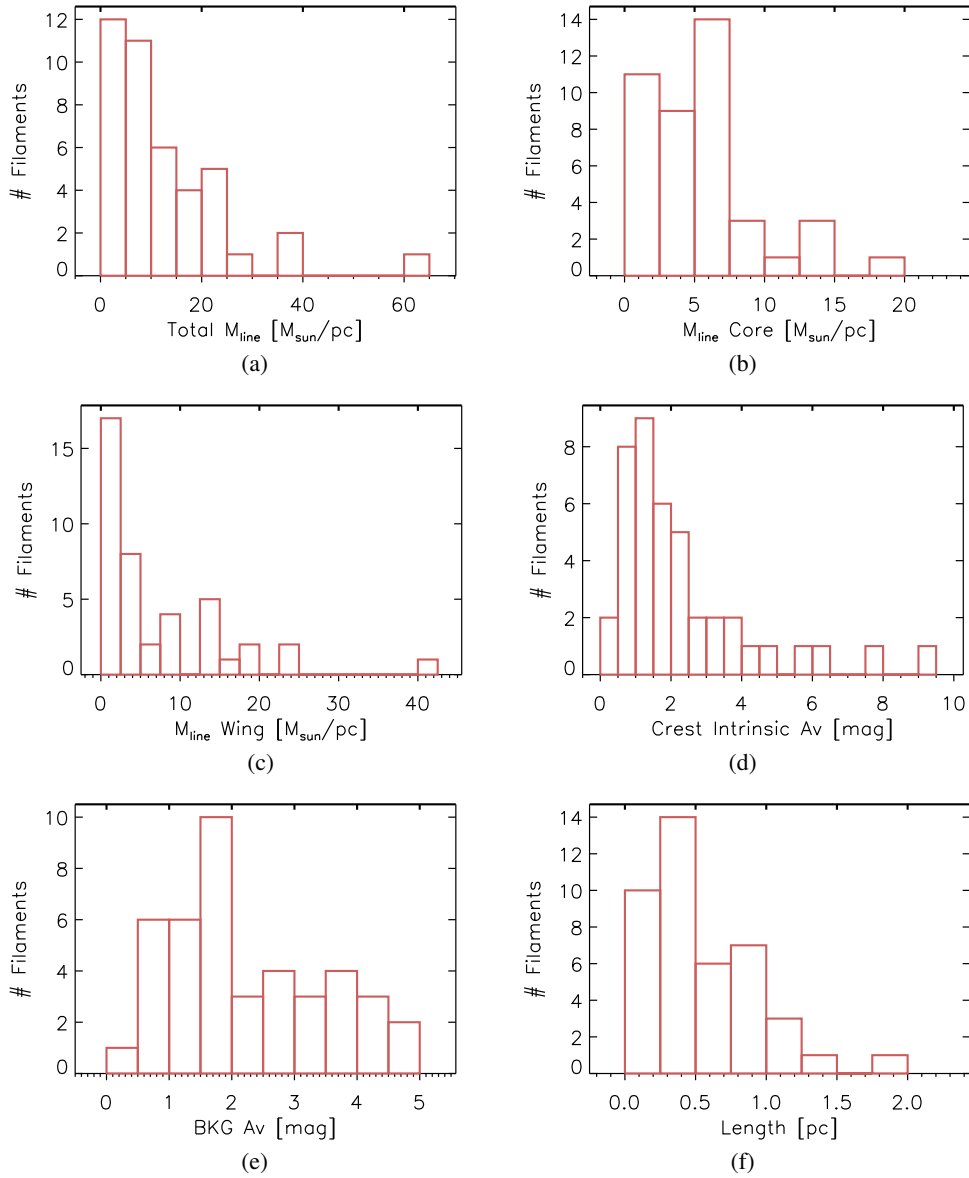 12
10
8
6
4
2
0
# Filaments
0 20 40 60
Total M_line [M_sun/pc]
(a)
14
12
10
8
6
4
2
0
# Filaments
0 5 10 15 20
M_line Core [M_sun/pc]
(b)
15
10
5
0
# Filaments
0 10 20 30 40
M_line Wing [M_sun/pc]
(c)
8
6
4
2
0
# Filaments
0 2 4 6 8 10
Crest Intrinsic Av [mag]
(d)
10
8
6
4
2
0
# Filaments
0 1 2 3 4 5
BKG Av [mag]
(e)
14
12
10
8
6
4
2
0
# Filaments
0.0 0.5 1.0 1.5 2.0
Length [pc]
(f)